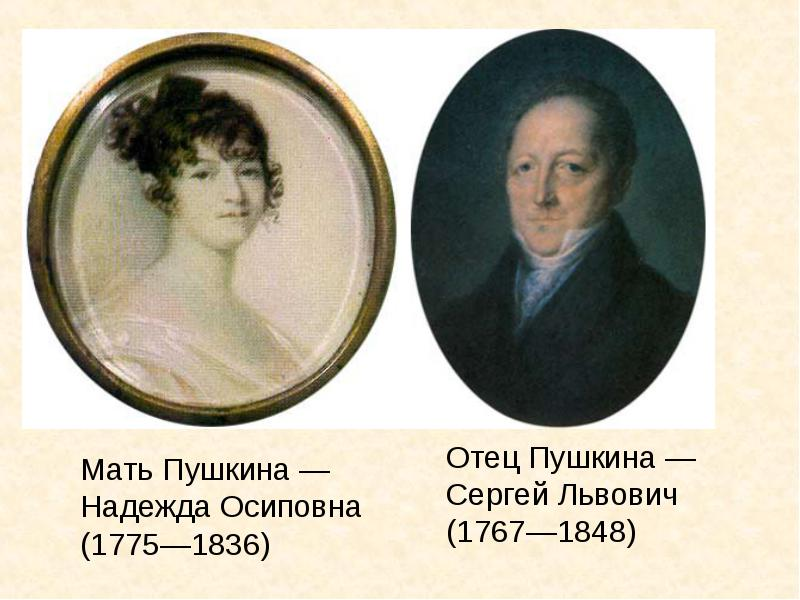 Мать Пушкина —
Надежда Осиповна
(1775—1836)
Отец Пушкина —
Сергей Львович
(1767—1848)